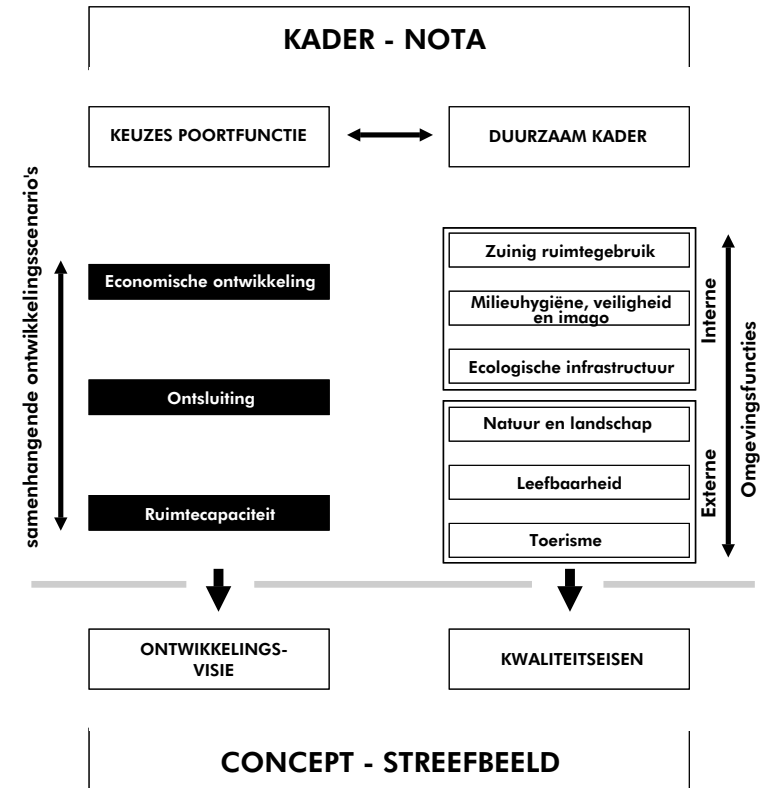 KADER - NOTA
KEUZES POORTFUNCTIE
DUURZAAM KADER
samenhangende ontwikkelingsscenario's
Economische ontwikkeling
Ontsluiting
Ruimtecapaciteit
Zuinig ruimtegebruik
Milieuhygiëne, veiligheid
en imago
Ecologische infrastructuur
Natuur en landschap
Leefbaarheid
Toerisme
Interne
Externe
Omgevingsfuncties
ONTWIKKELINGS-
VISIE
KWALITEITSEISEN
CONCEPT - STREEFBEELD